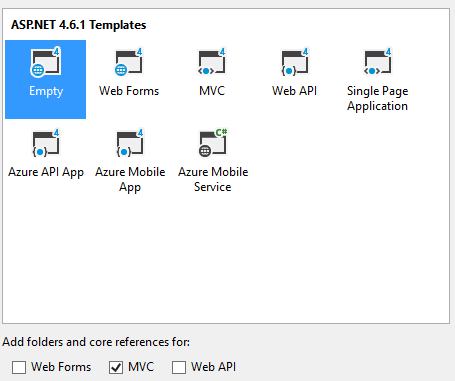 ASP.NET 4.6.1 Templates
4 4 4 4 4
Empty Web Forms MVC Web API Single Page
Application
4 4 C#
Azure API App Azure Mobile Azure Mobile
App Service
Add folders and core references for:
Web Forms MVC Web API